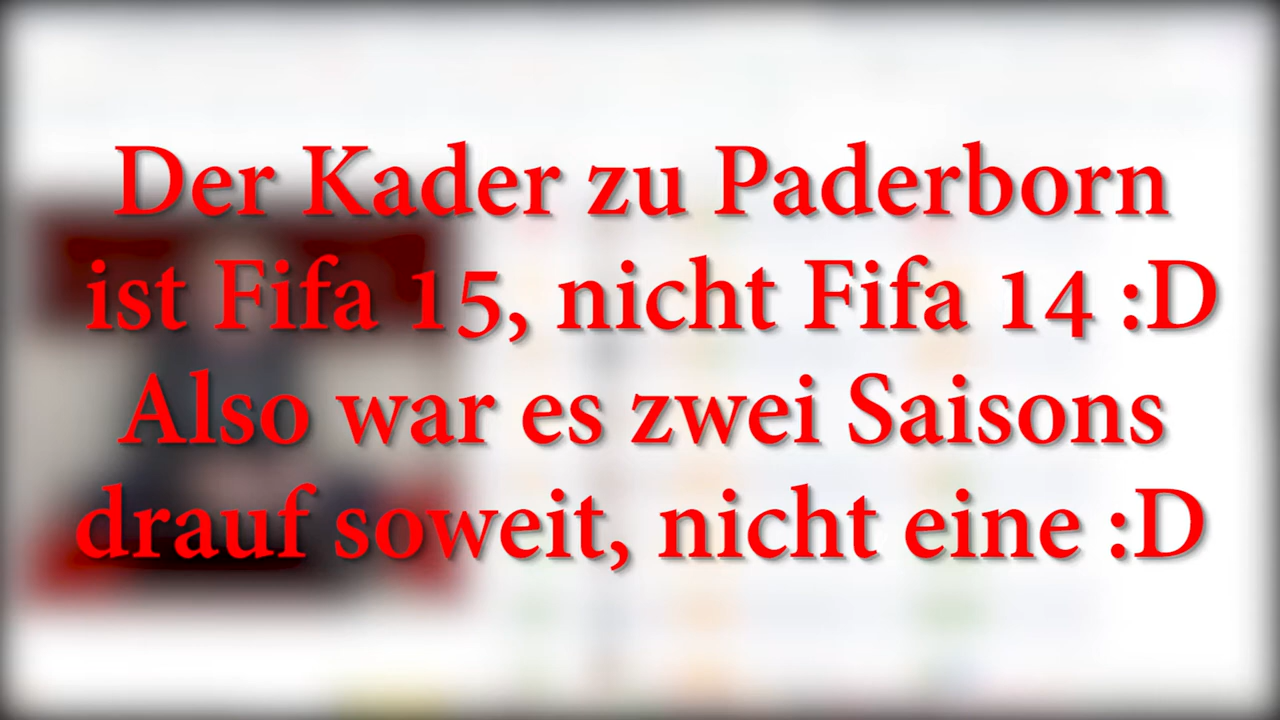 Der Kader zu Paderborn
ist Fifa 15, nicht Fifa 14 :D
Also war es zwei Saisons
drauf soweit, nicht eine :D